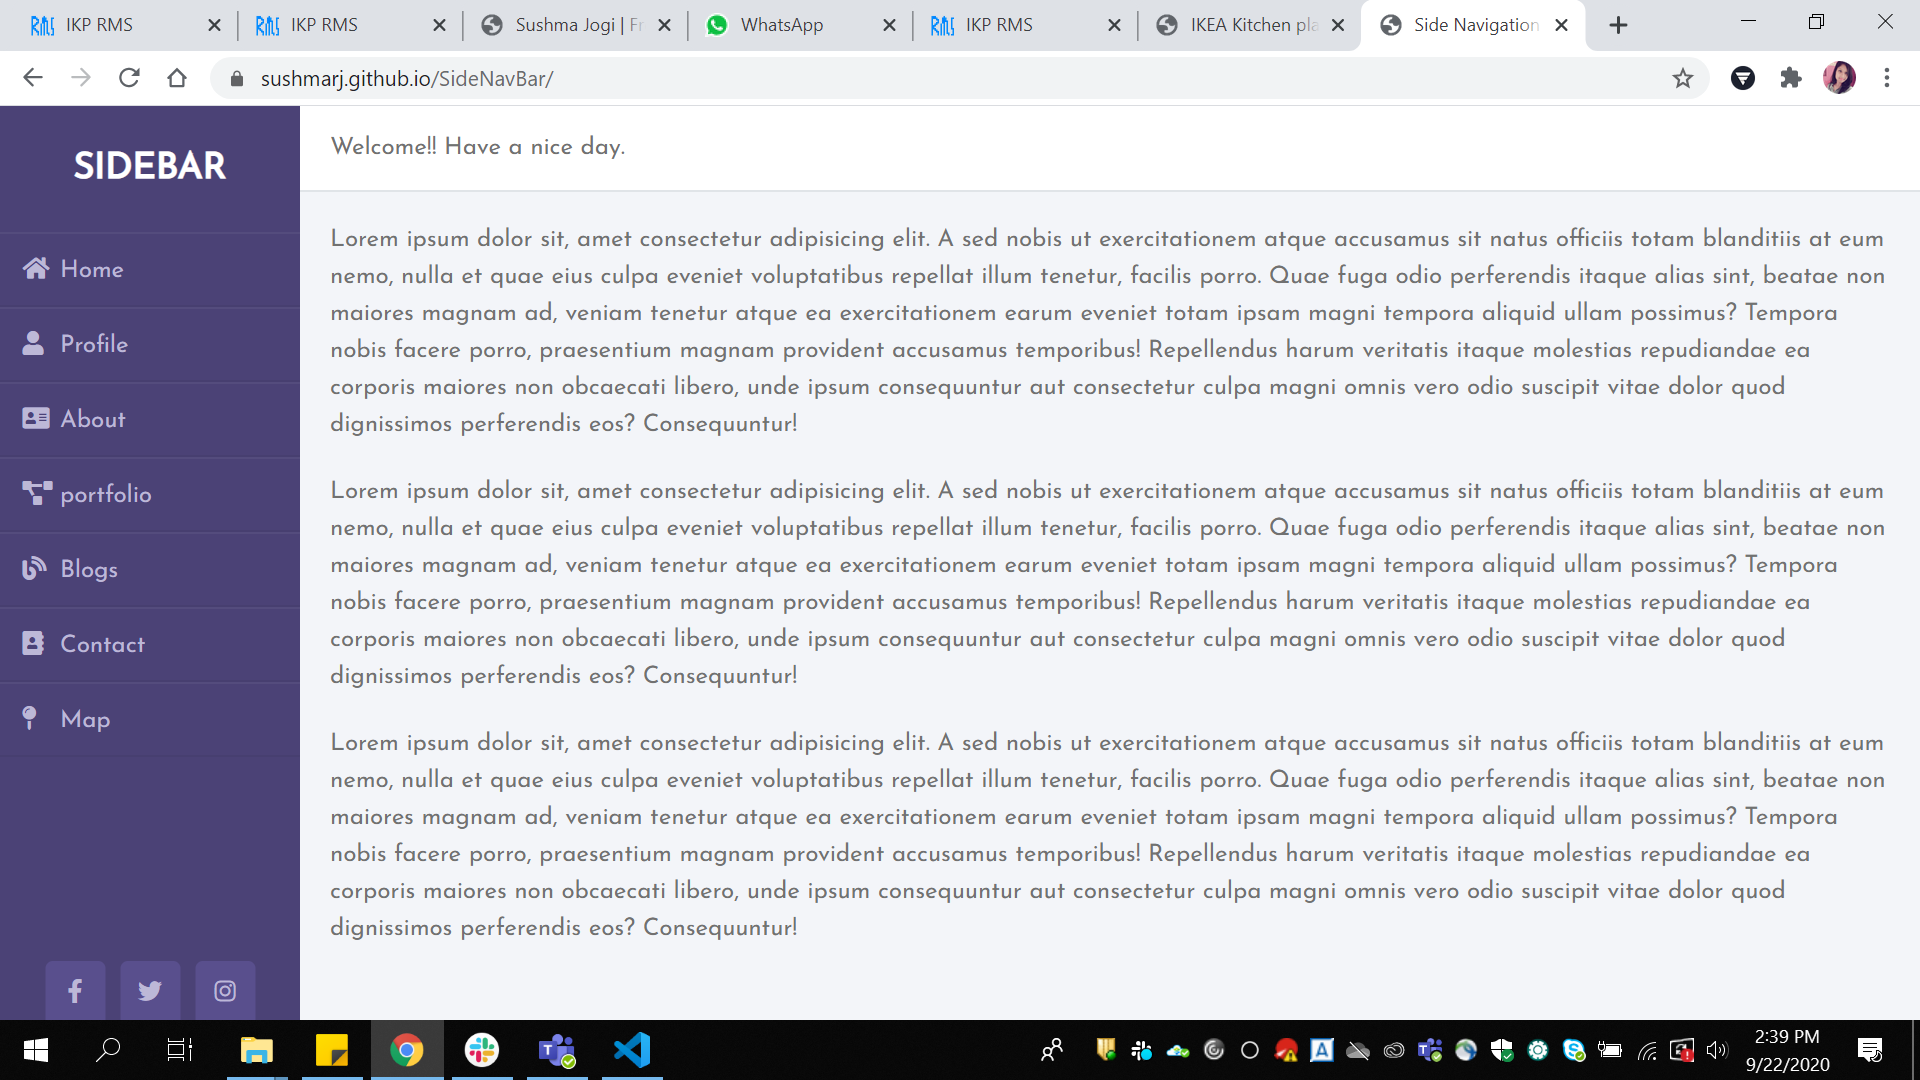 IKP RMS
IKP RMS
Sushma Jogi | Fr
WhatsApp
IKP RMS
IKEA Kitchen pla
Side Navigation
sushmarj.github.io/SideNavBar/
SIDEBAR
Home
Profile
About
portfolio
Blogs
Contact
Map
Welcome!! Have a nice day.
Lorem ipsum dolor sit, amet consectetur adipisicing elit. A sed nobis ut exercitationem atque accusamus sit natus officiis totam blanditiis at eum
nemo, nulla et quae eius culpa eveniet voluptatibus repellat illum tenetur, facilis porro. Quae fuga odio perferendis itaque alias sint, beatae non
maiores magnam ad, veniam tenetur atque ea exercitationem earum eveniet totam ipsam magni tempora aliquid ullam possimus? Tempora
nobis facere porro, praesentium magnam provident accusamus temporibus! Repellendus harum veritatis itaque molestias repudiandae ea
corporis maiores non obcaecati libero, unde ipsum consequuntur aut consectetur culpa magni omnis vero odio suscipit vitae dolor quod
dignissimos perferendis eos? Consequuntur!
Lorem ipsum dolor sit, amet consectetur adipisicing elit. A sed nobis ut exercitationem atque accusamus sit natus officiis totam blanditiis at eum
nemo, nulla et quae eius culpa eveniet voluptatibus repellat illum tenetur, facilis porro. Quae fuga odio perferendis itaque alias sint, beatae non
maiores magnam ad, veniam tenetur atque ea exercitationem earum eveniet totam ipsam magni tempora aliquid ullam possimus? Tempora
nobis facere porro, praesentium magnam provident accusamus temporibus! Repellendus harum veritatis itaque molestias repudiandae ea
corporis maiores non obcaecati libero, unde ipsum consequuntur aut consectetur culpa magni omnis vero odio suscipit vitae dolor quod
dignissimos perferendis eos? Consequuntur!
Lorem ipsum dolor sit, amet consectetur adipisicing elit. A sed nobis ut exercitationem atque accusamus sit natus officiis totam blanditiis at eum
nemo, nulla et quae eius culpa eveniet voluptatibus repellat illum tenetur, facilis porro. Quae fuga odio perferendis itaque alias sint, beatae non
maiores magnam ad, veniam tenetur atque ea exercitationem earum eveniet totam ipsam magni tempora aliquid ullam possimus? Tempora
nobis facere porro, praesentium magnam provident accusamus temporibus! Repellendus harum veritatis itaque molestias repudiandae ea
corporis maiores non obcaecati libero, unde ipsum consequuntur aut consectetur culpa magni omnis vero odio suscipit vitae dolor quod
dignissimos perferendis eos? Consequuntur!
2:39 PM
9/22/2020